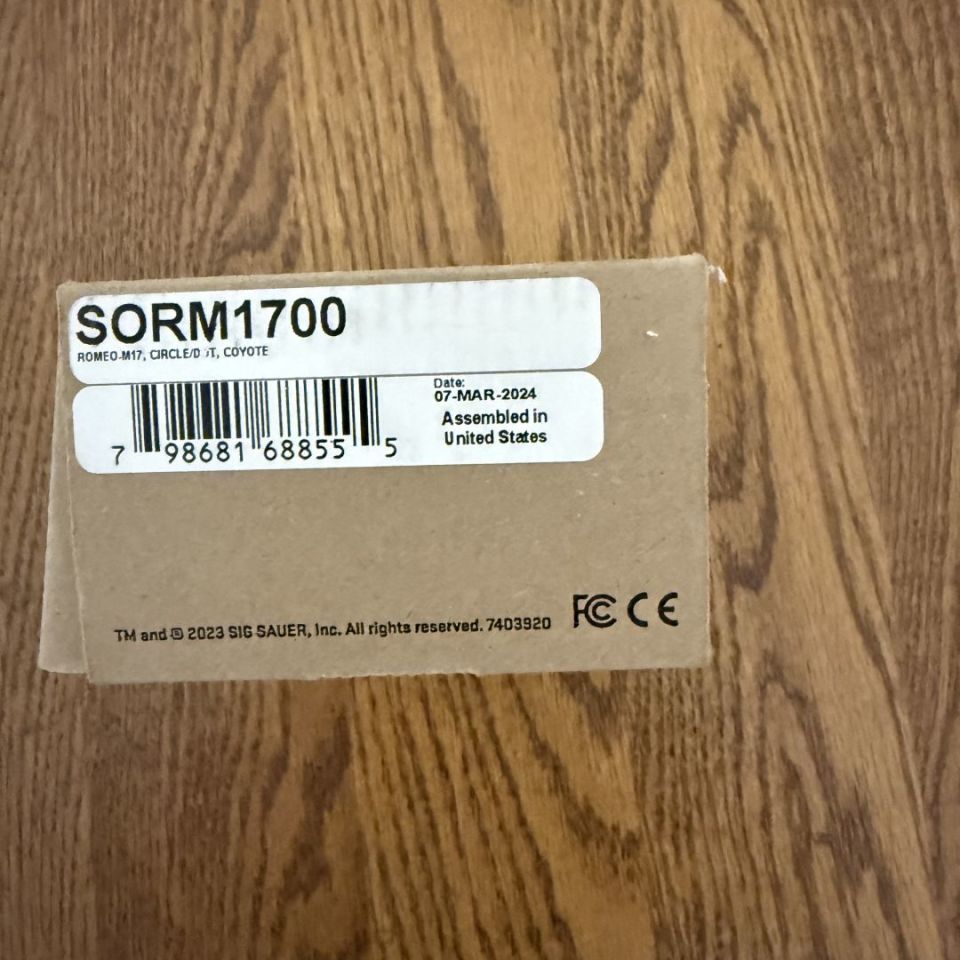 SORM1700
ROMEO-M17, CIRCLE/D T, COYOTE
Date:
07-MAR-2024
Assembled in
United States
7 98681 68855 5
TM and ® 2023 SIG SAUER, Inc. All rights reserved. 7403920
FC CE